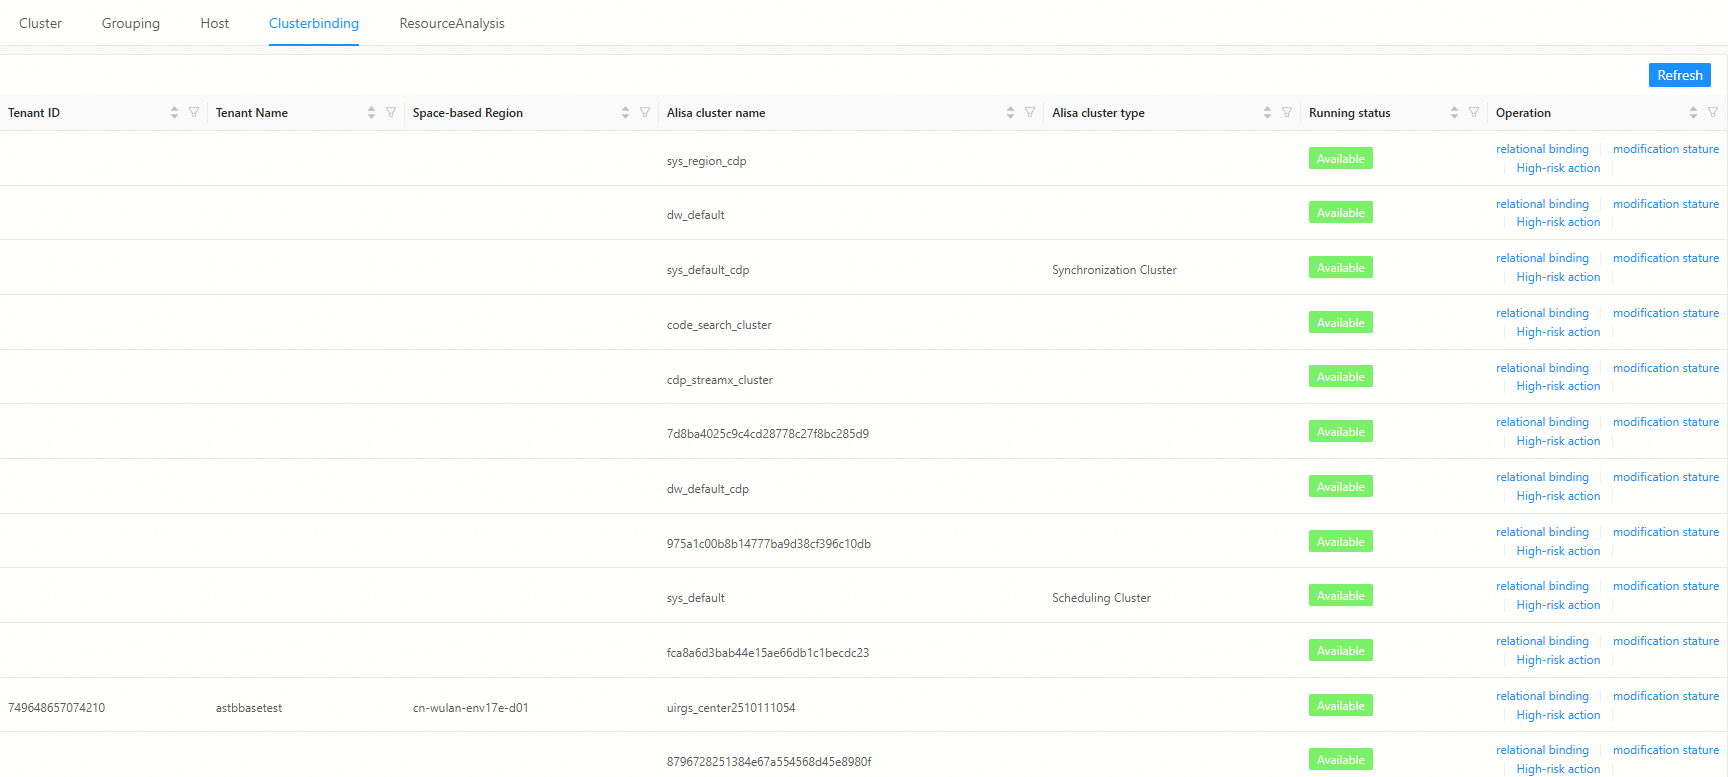 Cluster Grouping Host Clusterbinding ResourceAnalysis
Refresh
Tenant ID Tenant Name Space-based Region Alisa cluster name Alisa cluster type Running status Operation
sys_region_cdp Available relational binding modification stature
High-risk action
dw_default Available relational binding modification stature
High-risk action
sys_default_cdp Synchronization Cluster Available relational binding modification stature
High-risk action
code_search_cluster Available relational binding modification stature
High-risk action
cdp_streamx_cluster Available relational binding modification stature
High-risk action
7d8ba4025c9c4cd28778c27f8bc285d9 Available relational binding modification stature
High-risk action
dw_default_cdp Available relational binding modification stature
High-risk action
975a1c00b8b14777ba9d38cf396c10db Available relational binding modification stature
High-risk action
sys_default Scheduling Cluster Available relational binding modification stature
High-risk action
fca8a6d3bab44e15ae66db1c1becdc23 Available relational binding modification stature
High-risk action
749648657074210 astbbasetest cn-wulan-env17e-d01 uirgs_center2510111054 Available relational binding modification stature
High-risk action
8796728251384e67a554568d45e8980f Available relational binding modification stature
High-risk action